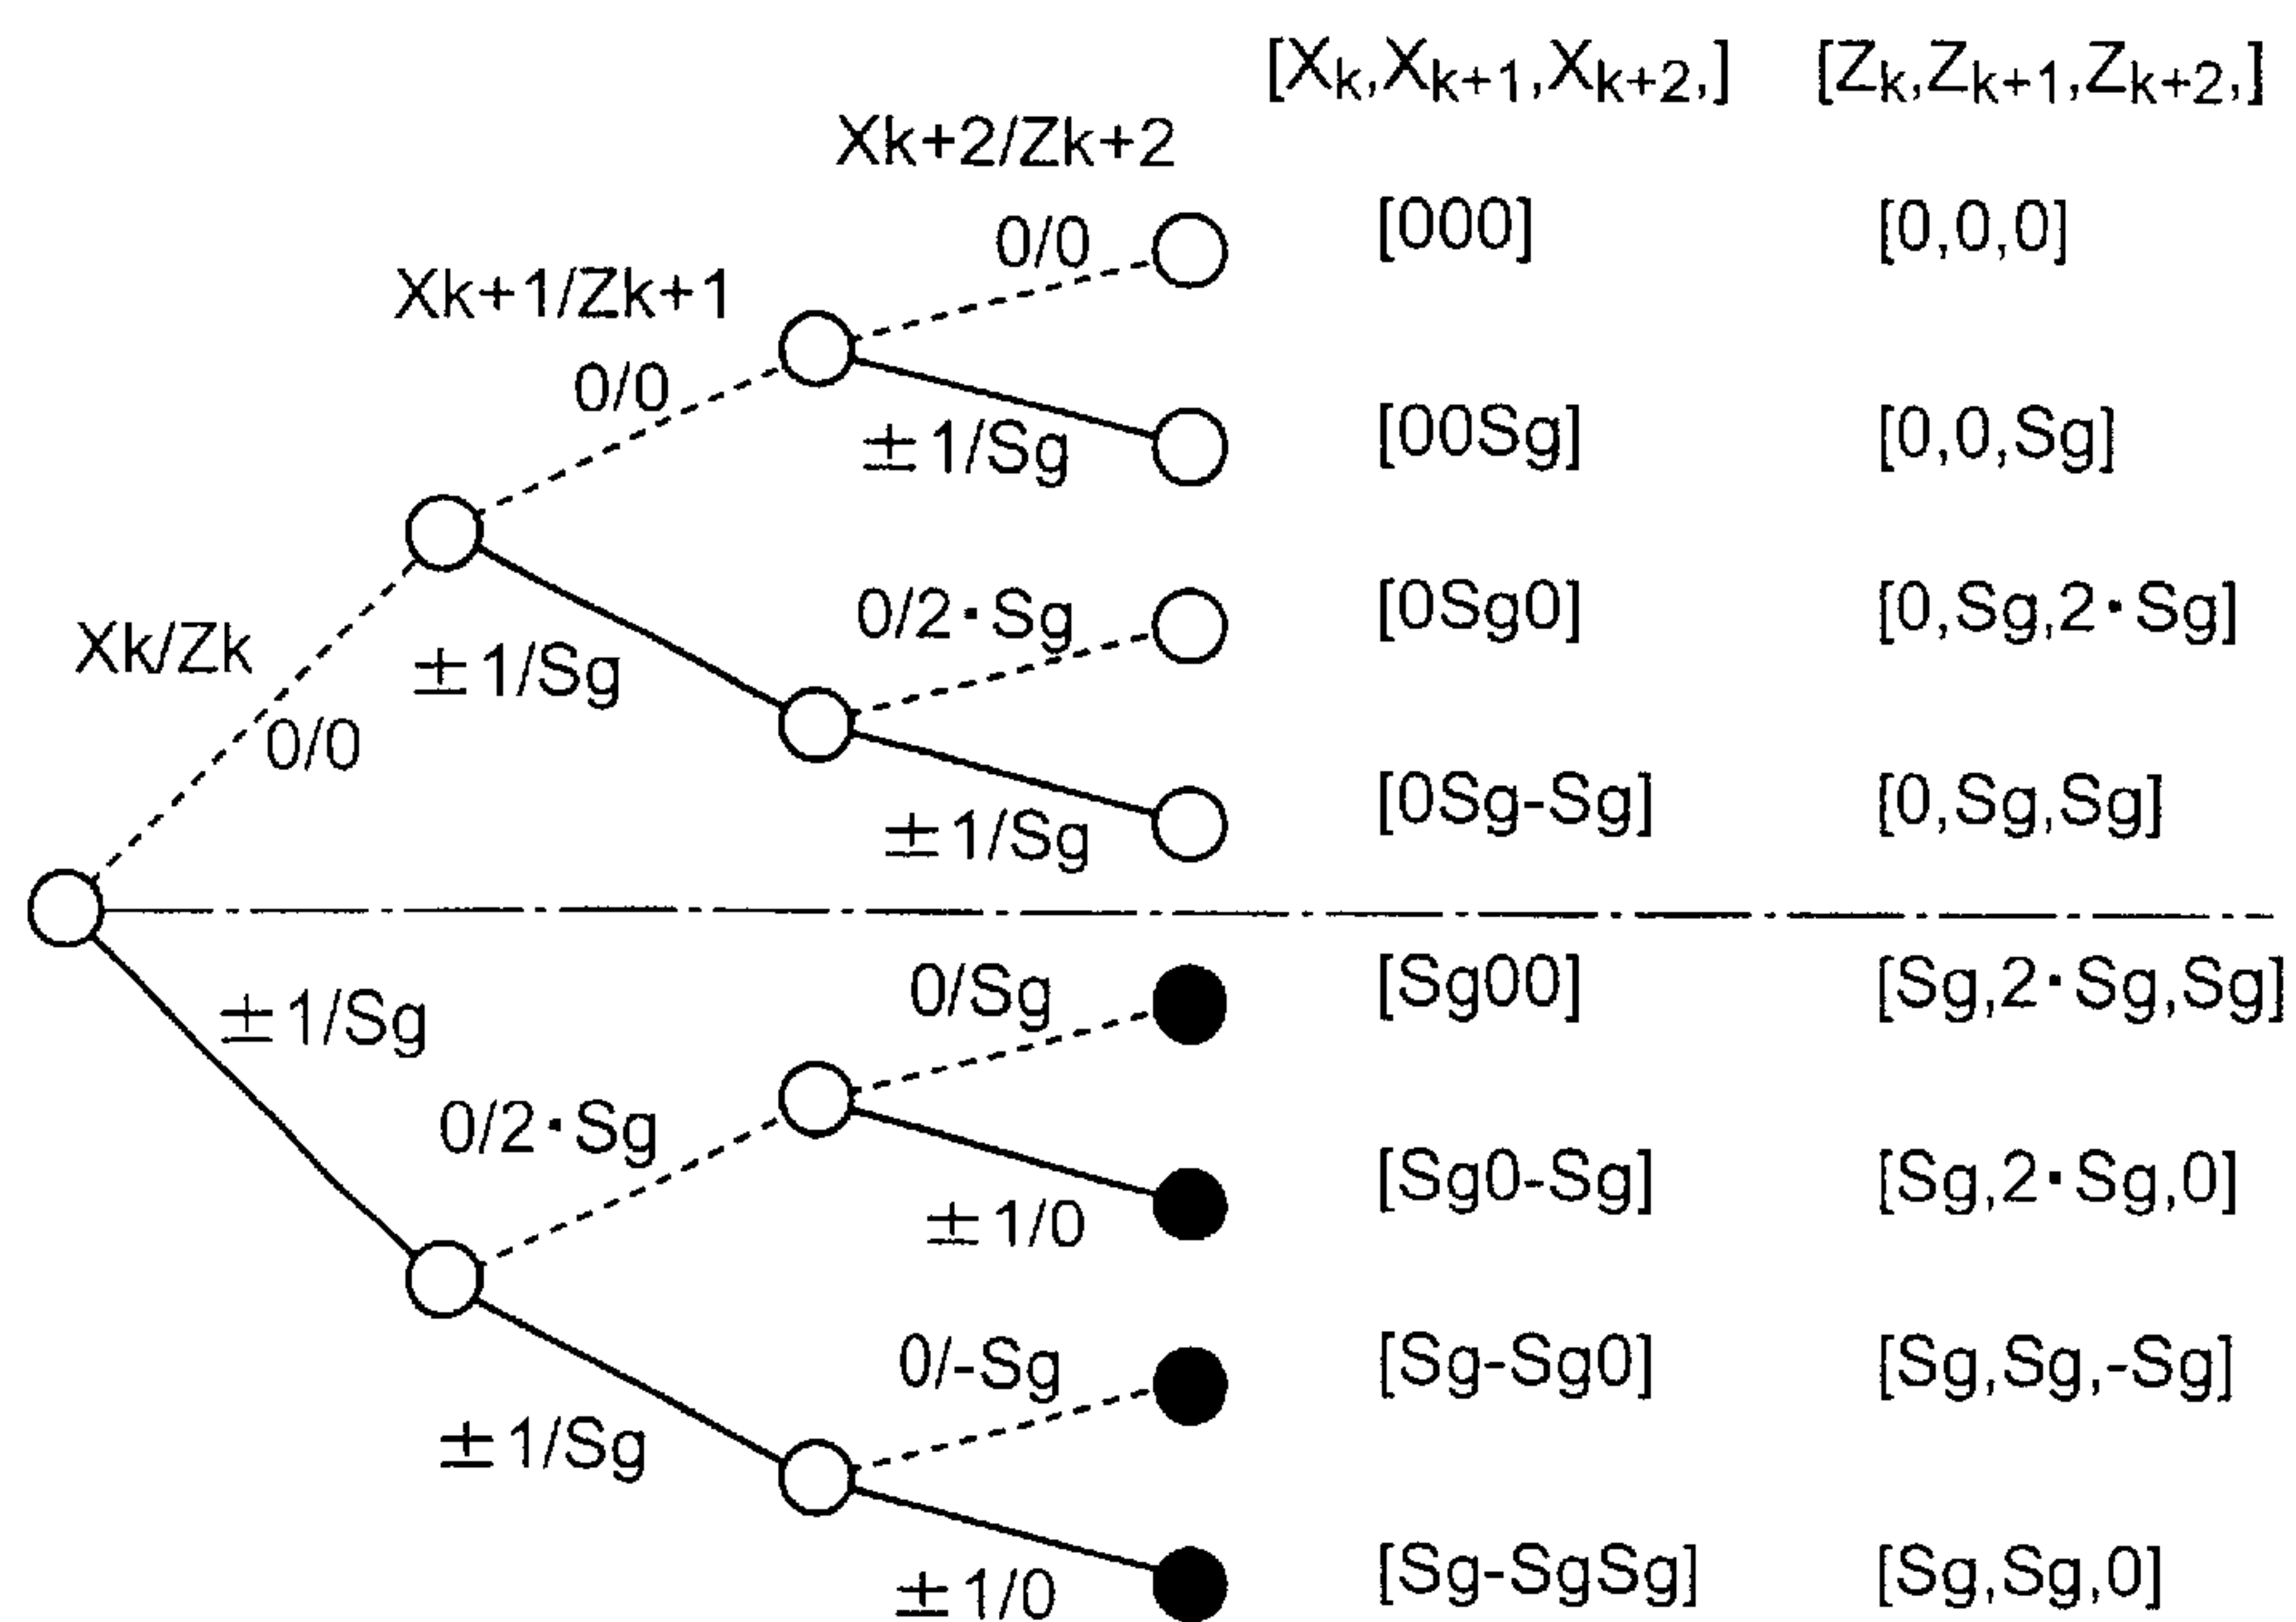 [Xk,Xk+1,Xk+2,] [Zk,Zk+1,Zk+2,]
Xk+2/Zk+2
0/0 [000] [0,0,0]
Xk+1/Zk+1
0/0
±1/Sg [00Sg] [0,0,Sg]
0/2・Sg [0Sg0] [0,Sg,2・Sg]
Xk/Zk
±1/Sg
0/0
±1/Sg [0Sg-Sg] [0,Sg,Sg]
0/Sg [Sg00] [Sg,2・Sg,Sg]
±1/Sg
0/2・Sg
±1/0 [Sg0-Sg] [Sg,2・Sg,0]
0/-Sg [Sg-Sg0] [Sg,Sg,-Sg]
±1/Sg
±1/0 [Sg-SgSg] [Sg,Sg,0]